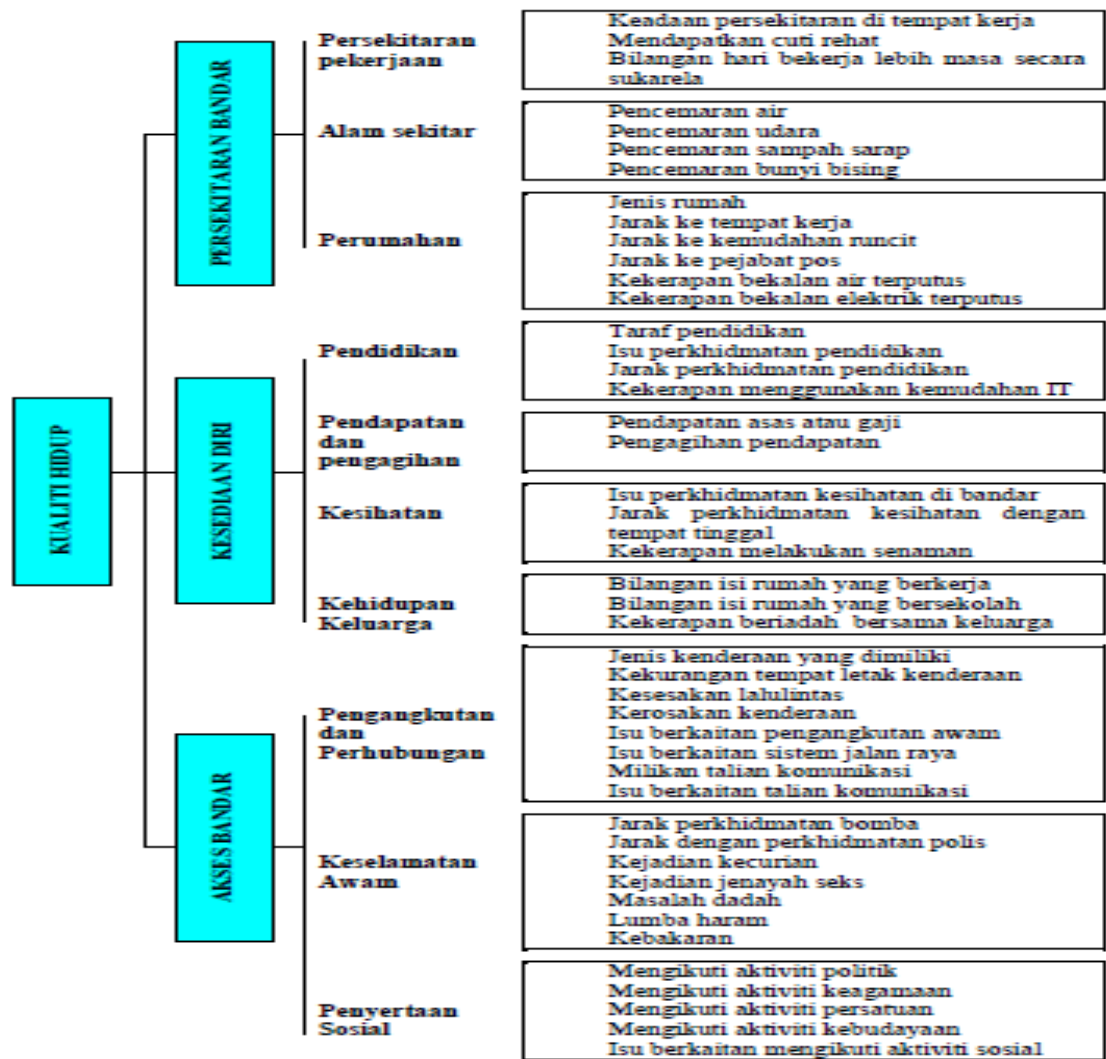 KUALITI HIDUP
PERSEKITARAN BANDAR
Persekitaran
pekerjaan
Keadaan persekitaran di tempat kerja
Mendapatkan cuti rehat
Bilangan hari bekerja lebih masa secara
sukarela
Alam sekitar
Pencemaran air
Pencemaran udara
Pencemaran sampah sarap
Pencemaran bunyi bising
Perumahan
Jenis rumah
Jarak ke tempat kerja
Jarak ke kemudahan runcit
Jarak ke pejabat pos
Kekerapan bekalan air terputus
Kekerapan bekalan elektrik terputus
KESEDIAAN DIRI
Pendidikan
Taraf pendidikan
Isu perkhidmatan pendidikan
Jarak perkhidmatan pendidikan
Kekerapan menggunakan kemudahan IT
Pendapatan
dan
pengagihan
Pendapatan asas atau gaji
Pengagihan pendapatan
Kesihatan
Isu perkhidmatan kesihatan di bandar
Jarak perkhidmatan kesihatan dengan
tempat tinggal
Kekerapan melakukan senaman
Kehidupan
Keluarga
Bilangan isi rumah yang berkerja
Bilangan isi rumah yang bersekolah
Kekerapan beriadah bersama keluarga
AKSES BANDAR
Pengangkutan
dan
Perhubungan
Jenis kenderaan yang dimiliki
Kekurangan tempat letak kenderaan
Kesesakan lalulintas
Kerosakan kenderaan
Isu berkaitan pengangkutan awam
Isu berkaitan sistem jalan raya
Milikan talian komunikasi
Isu berkaitan talian komunikasi
Keselamatan
Awam
Jarak perkhidmatan bomba
Jarak dengan perkhidmatan polis
Kejadian kecurian
Kejadian jenayah seks
Masalah dadah
Lumba haram
Kebakaran
Penyertaan
Sosial
Mengikuti aktiviti politik
Mengikuti aktiviti keagamaan
Mengikuti aktiviti persatuan
Mengikuti aktiviti kebudayaan
Isu berkaitan mengikuti aktiviti sosial